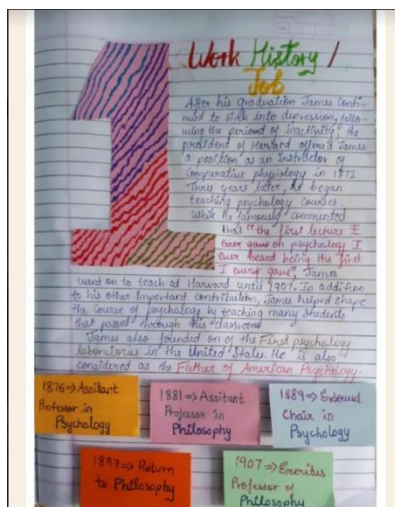 1
Work History /
Job
After his graduation James conti-
nued to sink into depression, follo-
wing the period of inactivity, the
president of Harvard offered James
a position as an instructor of
Comparative physiology in 1872.
Three years later, he began
teaching psychology courses.
While he famously commented
that "the first lecture I
ever gave on psychology I
ever heard being the first
I every gave", James
went on to teach at Harvard until 1907. In addition
to his other important contribution, James helped shape
the course of psychology by teaching many students
that passed through his classroom.
James also founded on of the First psychology
laboratories in the United States. He is also
considered as the Father of American Psychology.
1876 => Assitant
Professor in
Psychology
1881 => Assitant
Professor in
Philosophy
1889 => Endowed
Chair in
Psychology
1897 => Return
to Philosophy
1907 => Emeritus
Professor of
Philosophy